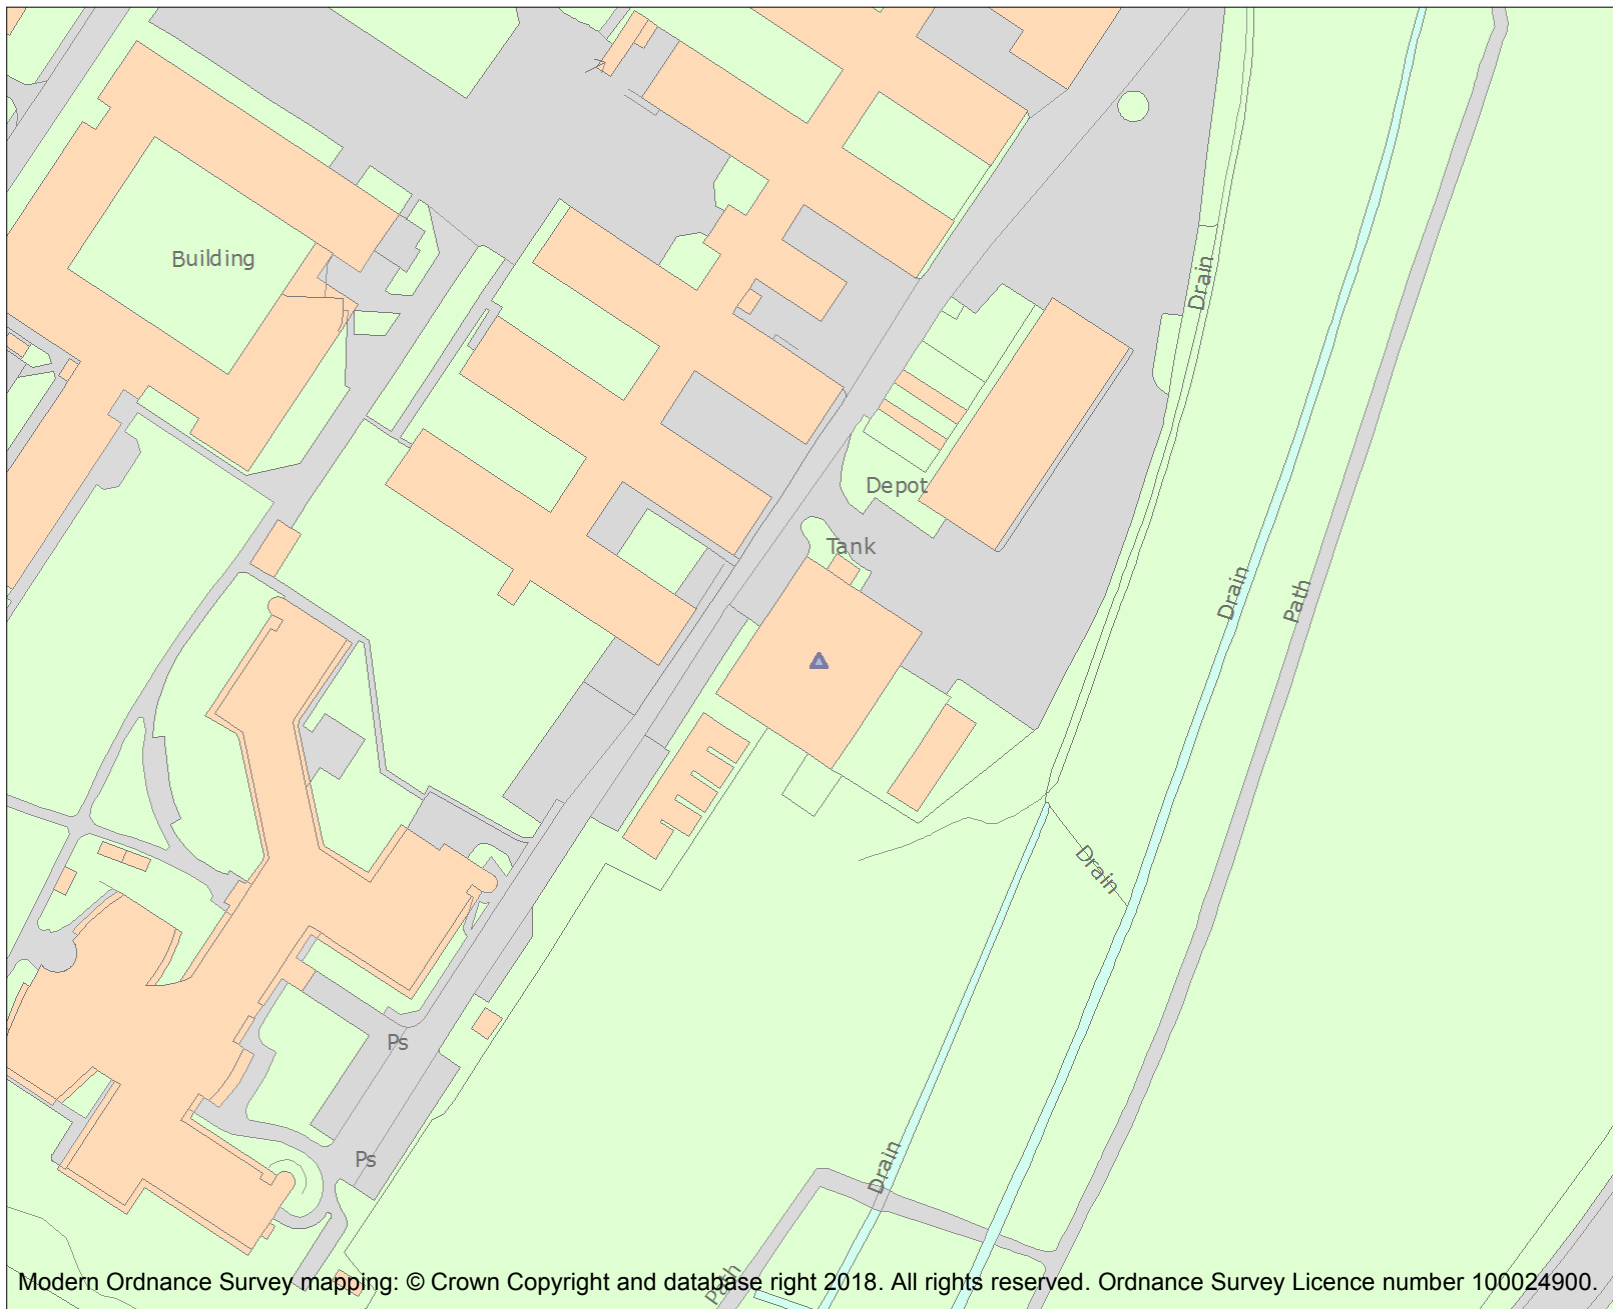 Building
Drain
Depot
Tank
Drain
Path
Drain
Ps
Ps
Drain
Path
Modern Ordnance Survey mapping: © Crown Copyright and database right 2018. All rights reserved. Ordnance Survey Licence number 100024900.